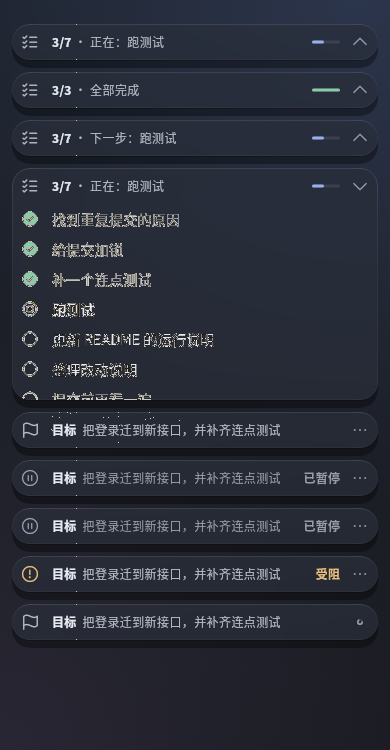 3/7 · 正在：跑测试
3/3 · 全部完成
3/7 · 下一步：跑测试
3/7 · 正在：跑测试
找到重复提交的原因
给提交加锁
补一个连点测试
跑测试
更新 README 的运行说明
整理改动说明
提交前再看一遍
目标 把登录迁到新接口，并补齐连点测试 ···
目标 把登录迁到新接口，并补齐连点测试 已暂停 ···
目标 把登录迁到新接口，并补齐连点测试 已暂停 ···
目标 把登录迁到新接口，并补齐连点测试 受阻 ···
目标 把登录迁到新接口，并补齐连点测试